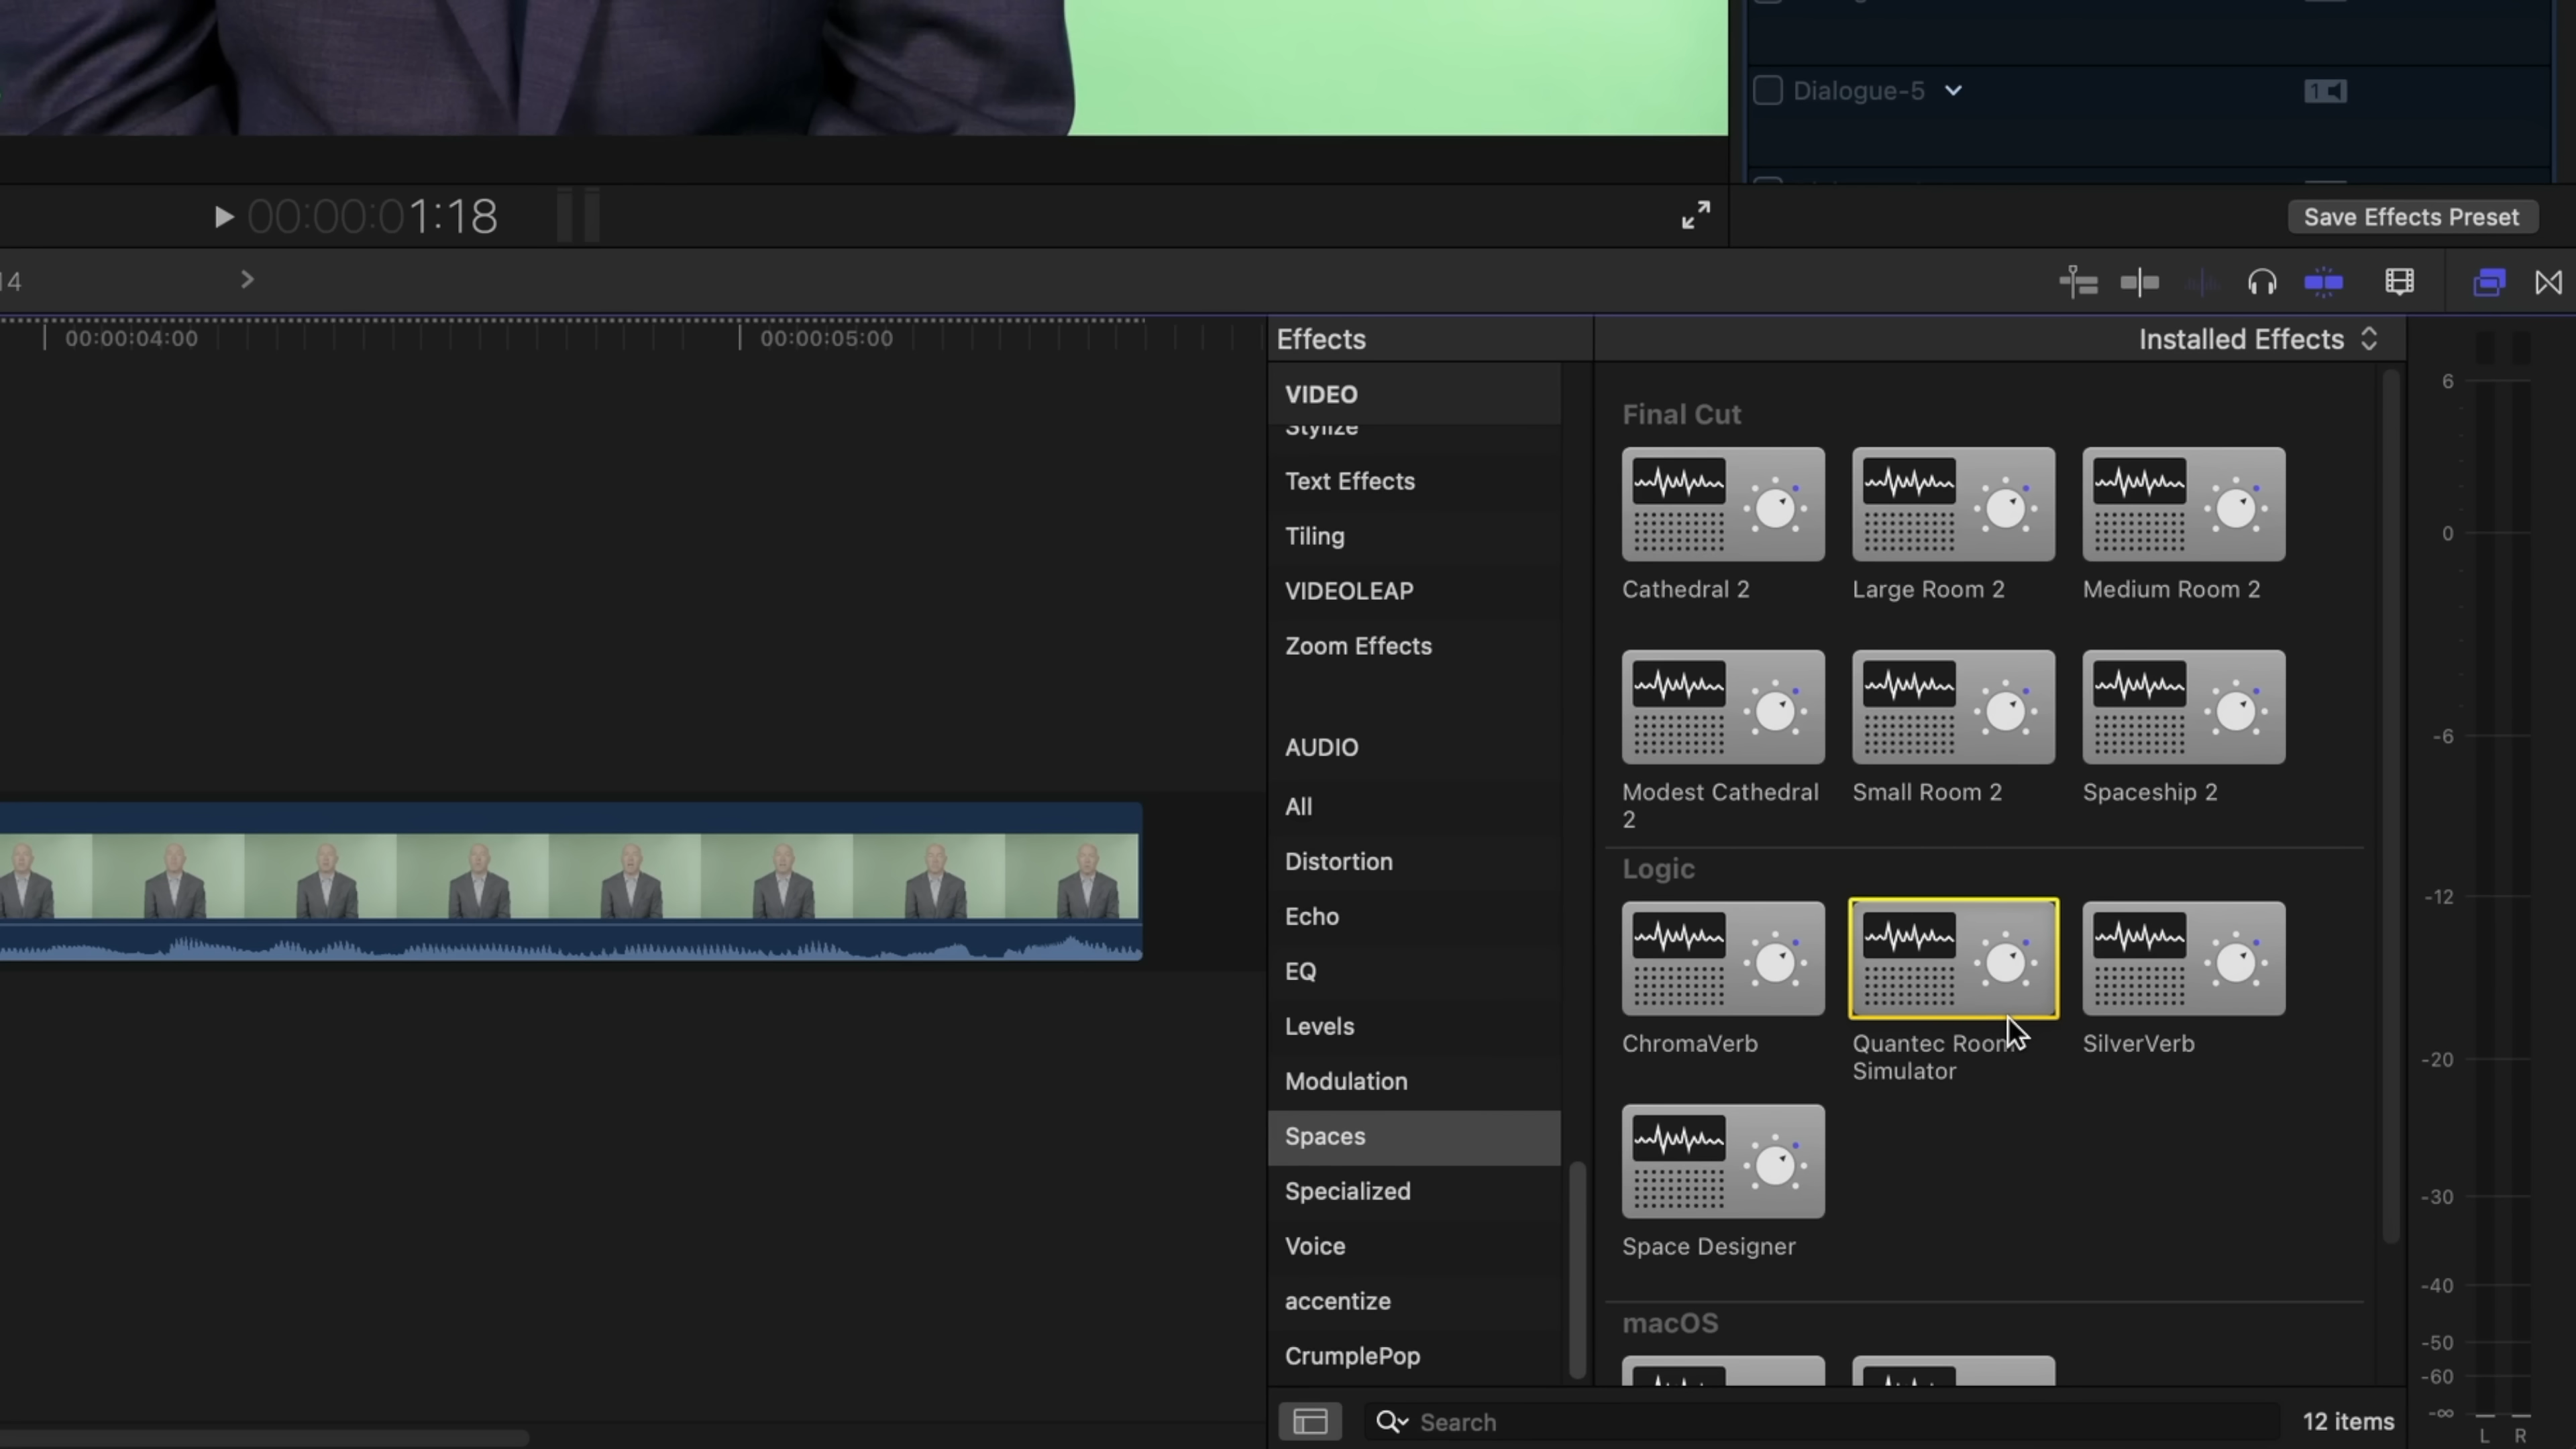 Dialogue-5
1
00:00:01:18
Save Effects Preset
14
00:00:04:00
00:00:05:00
Effects
Installed Effects
VIDEO
Stylize
Text Effects
Tiling
VIDEOLEAP
Zoom Effects
AUDIO
All
Distortion
Echo
EQ
Levels
Modulation
Spaces
Specialized
Voice
accentize
CrumplePop
Final Cut
Cathedral 2
Large Room 2
Medium Room 2
Modest Cathedral
2
Small Room 2
Spaceship 2
Logic
ChromaVerb
Quantec Room
Simulator
SilverVerb
Space Designer
macOS
Search
12 items
6
0
-6
-12
-20
-30
-40
-50
-60
-∞
L R